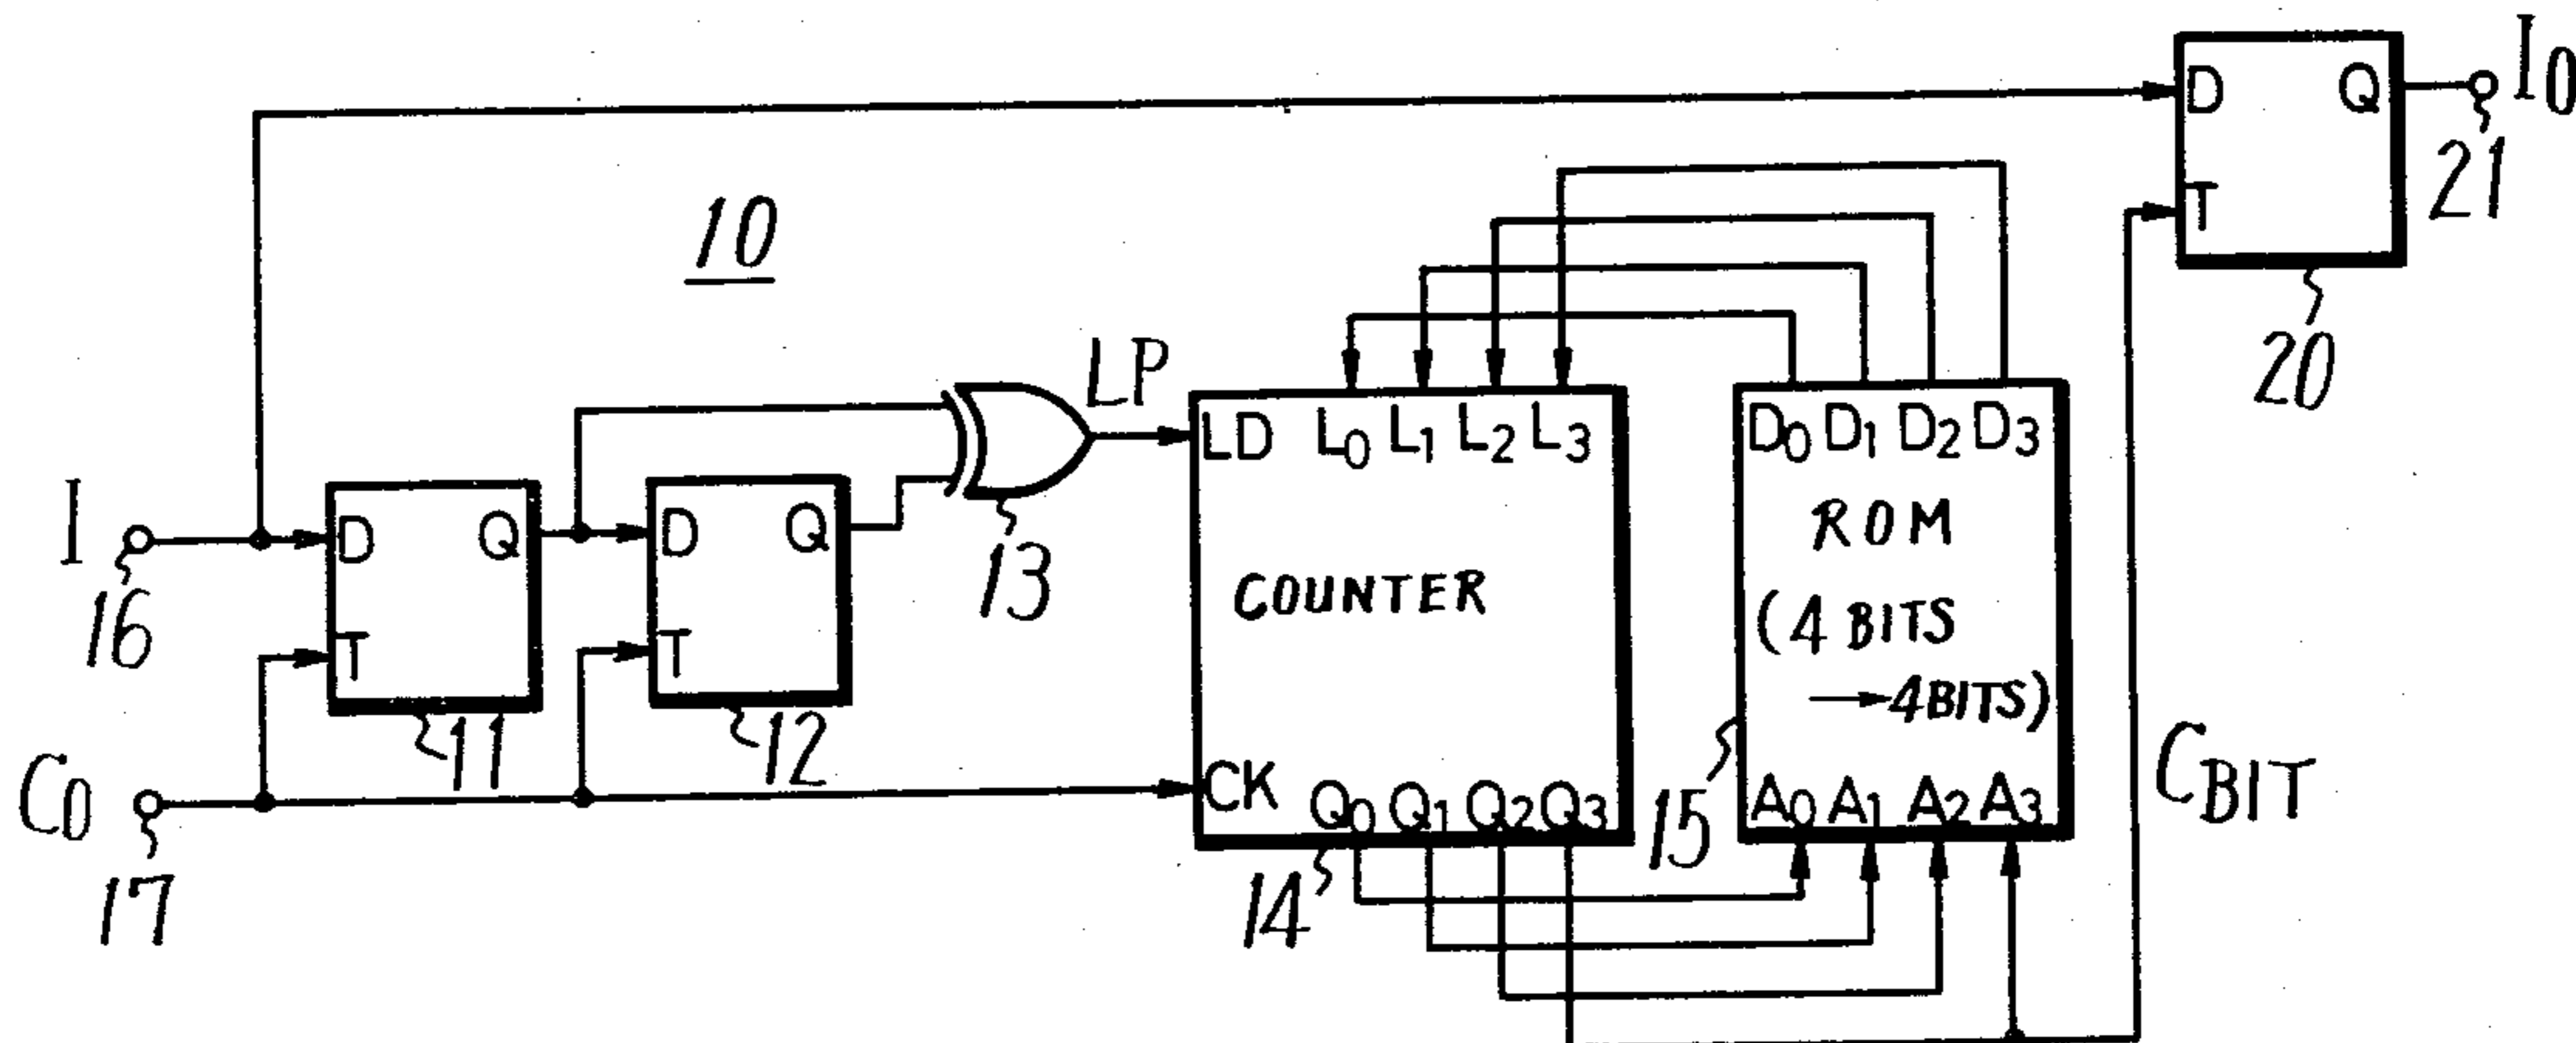 I0
D Q
21
T
20
10
LP
LD L0 L1 L2 L3
D0 D1 D2 D3
ROM
(4 BITS
→4BITS)
I
16
D Q
T
11
D Q
T
12
13
COUNTER
C0
17
CK Q0 Q1 Q2 Q3
14
15
A0 A1 A2 A3
CBIT